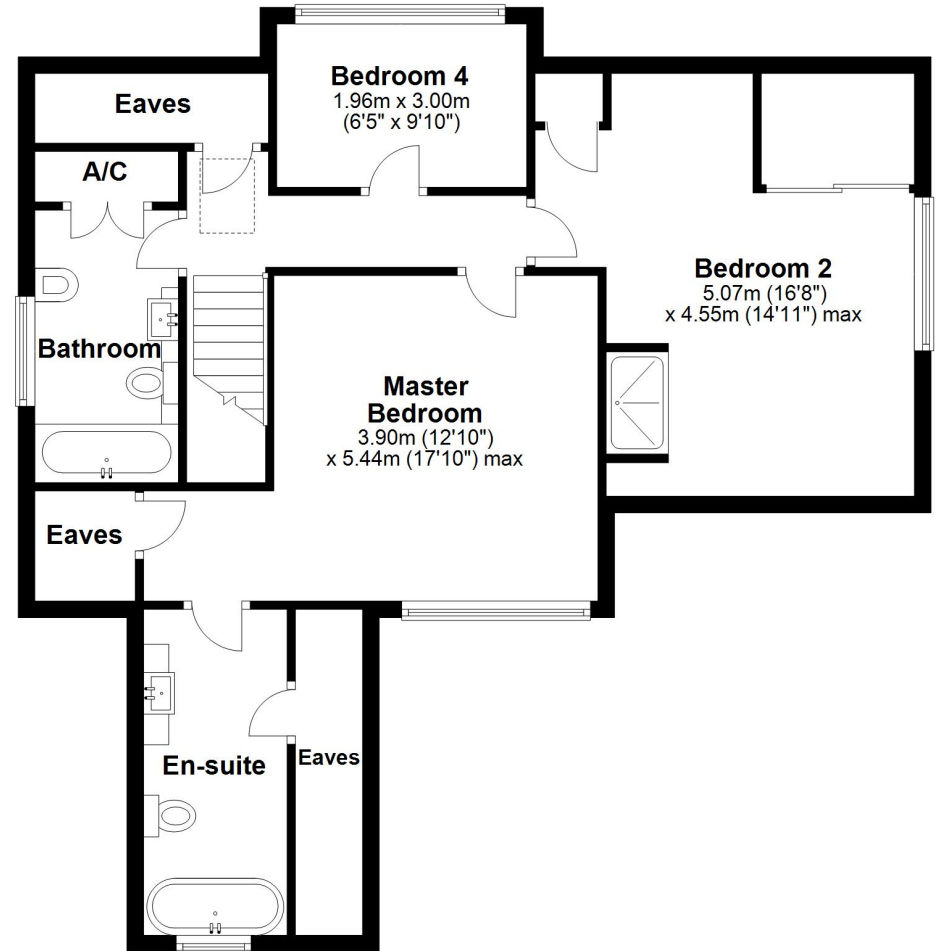 Bedroom 4
1.96m x 3.00m
(6'5" x 9'10")
Eaves
A/C
Bedroom 2
5.07m (16'8")
x 4.55m (14'11") max
Bathroom
Master
Bedroom
3.90m (12'10")
x 5.44m (17'10") max
Eaves
En-suite
Eaves